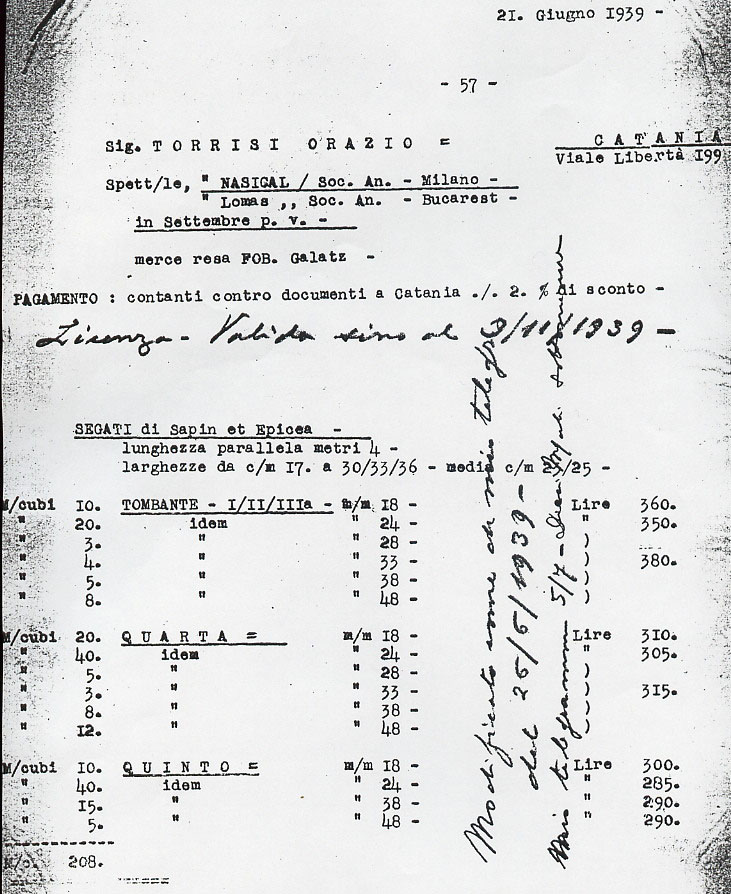 21. Giugno 1939 -
- 57 -
Sig. TORRISI ORAZIO =
CATANIA
Viale Libertà 199
Spett/le, " NASIGAL / Soc. An. - Milano -
" Lomas ,, Soc. An. - Bucarest -
in Settembre p. v. -
merce resa FOB. Galatz -
PAGAMENTO : contanti contro documenti a Catania ./. 2. % di sconto -
Licenza - Valida sino al 9/11/1939 -
SEGATI di Sapin et Epicea -
lunghezza parallela metri 4 -
larghezze da c/m 17. a 30/33/36 - media c/m /25 -
M/cubi 10. TOMBANTE - I/II/IIIa - m/m 18 - Lire 360.
" 20. idem " 24 - " 350.
" 3. " " 28 -
" 4. " " 33 - 380.
" 5. " " 38 -
" 8. " " 48 -
M/cubi 20. QUARTA = m/m 18 - Lire 310.
" 40. idem " 24 - " 305.
" 5. " " 28 -
" 3. " " 33 - 315.
" 8. " " 38 -
" 12. " " 48 -
M/cubi 10. QUINTO = m/m 18 - Lire 300.
" 40. idem " 24 - " 285.
" 15. " " 38 - " 290.
" 5. " " 48 - " 290.
M/c. 208.
Modificato come da mio telegr.
del 26/6/1939 -
Mio telegramma 5/7 -